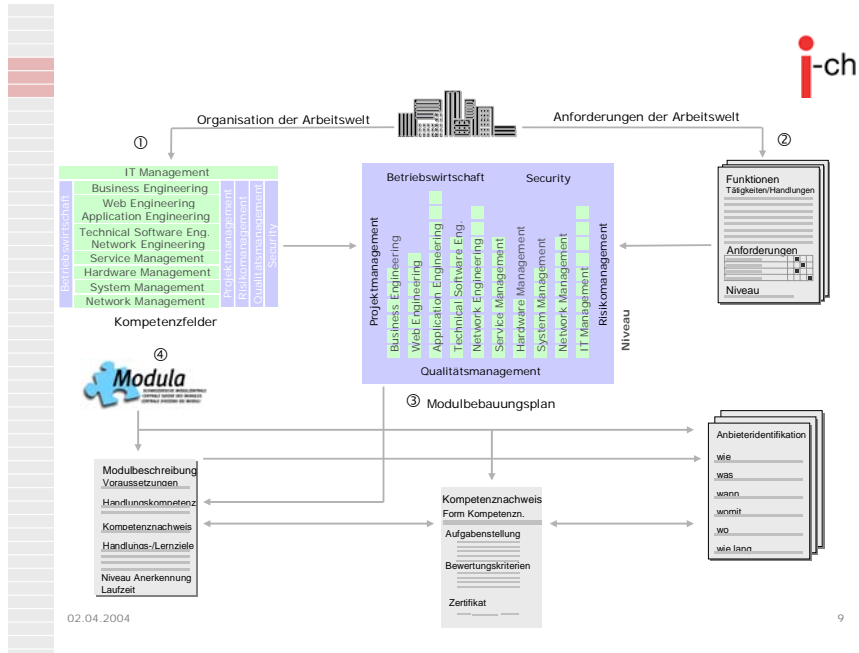 i-ch
Organisation der Arbeitswelt
Anforderungen der Arbeitswelt
①
②
IT Management
Betriebswirtschaft
Business Engineering
Web Engineering
Application Engineering
Technical Software Eng.
Network Engineering
Service Management
Hardware Management
System Management
Network Management
Projektmanagement
Risikomanagement
Qualitätsmanagement
Security
Kompetenzfelder
Betriebswirtschaft
Security
Projektmanagement
Business Engineering
Web Engineering
Application Engineering
Technical Software Eng.
Network Engineering
Service Management
Hardware Management
System Management
Network Management
IT Management
Risikomanagement
Niveau
Qualitätsmanagement
Funktionen
Tätigkeiten/Handlungen
Anforderungen
Niveau
③ Modulbebauungsplan
④
Modula
Modulbeschreibung
Voraussetzungen
Handlungskompetenz
Kompetenznachweis
Handlungs-/Lernziele
Niveau Anerkennung
Laufzeit
Kompetenznachweis
Form Kompetenzn.
Aufgabenstellung
Bewertungskriterien
Zertifikat
Anbieteridentifikation
wie
was
wann
womit
wo
wie lang
02.04.2004
9